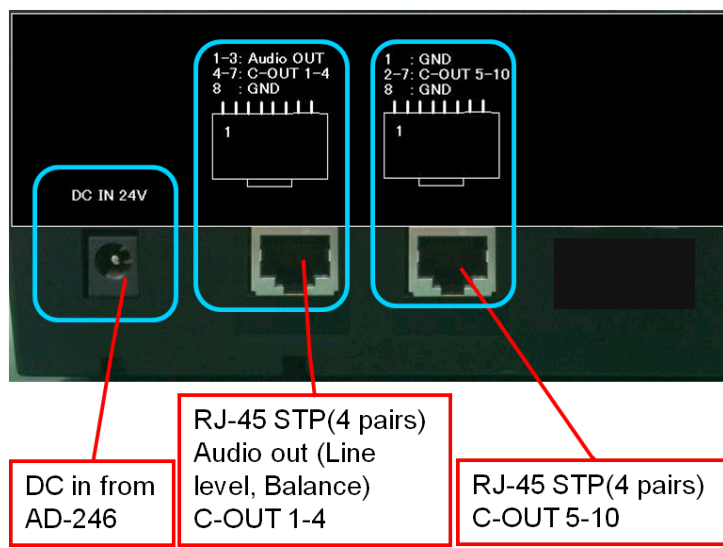 1-3: Audio OUT
4-7: C-OUT 1-4
8 : GND
1
1 : GND
2-7: C-OUT 5-10
8 : GND
1
DC IN 24V
RJ-45 STP(4 pairs)
Audio out (Line
level, Balance)
C-OUT 1-4
DC in from
AD-246
RJ-45 STP(4 pairs)
C-OUT 5-10